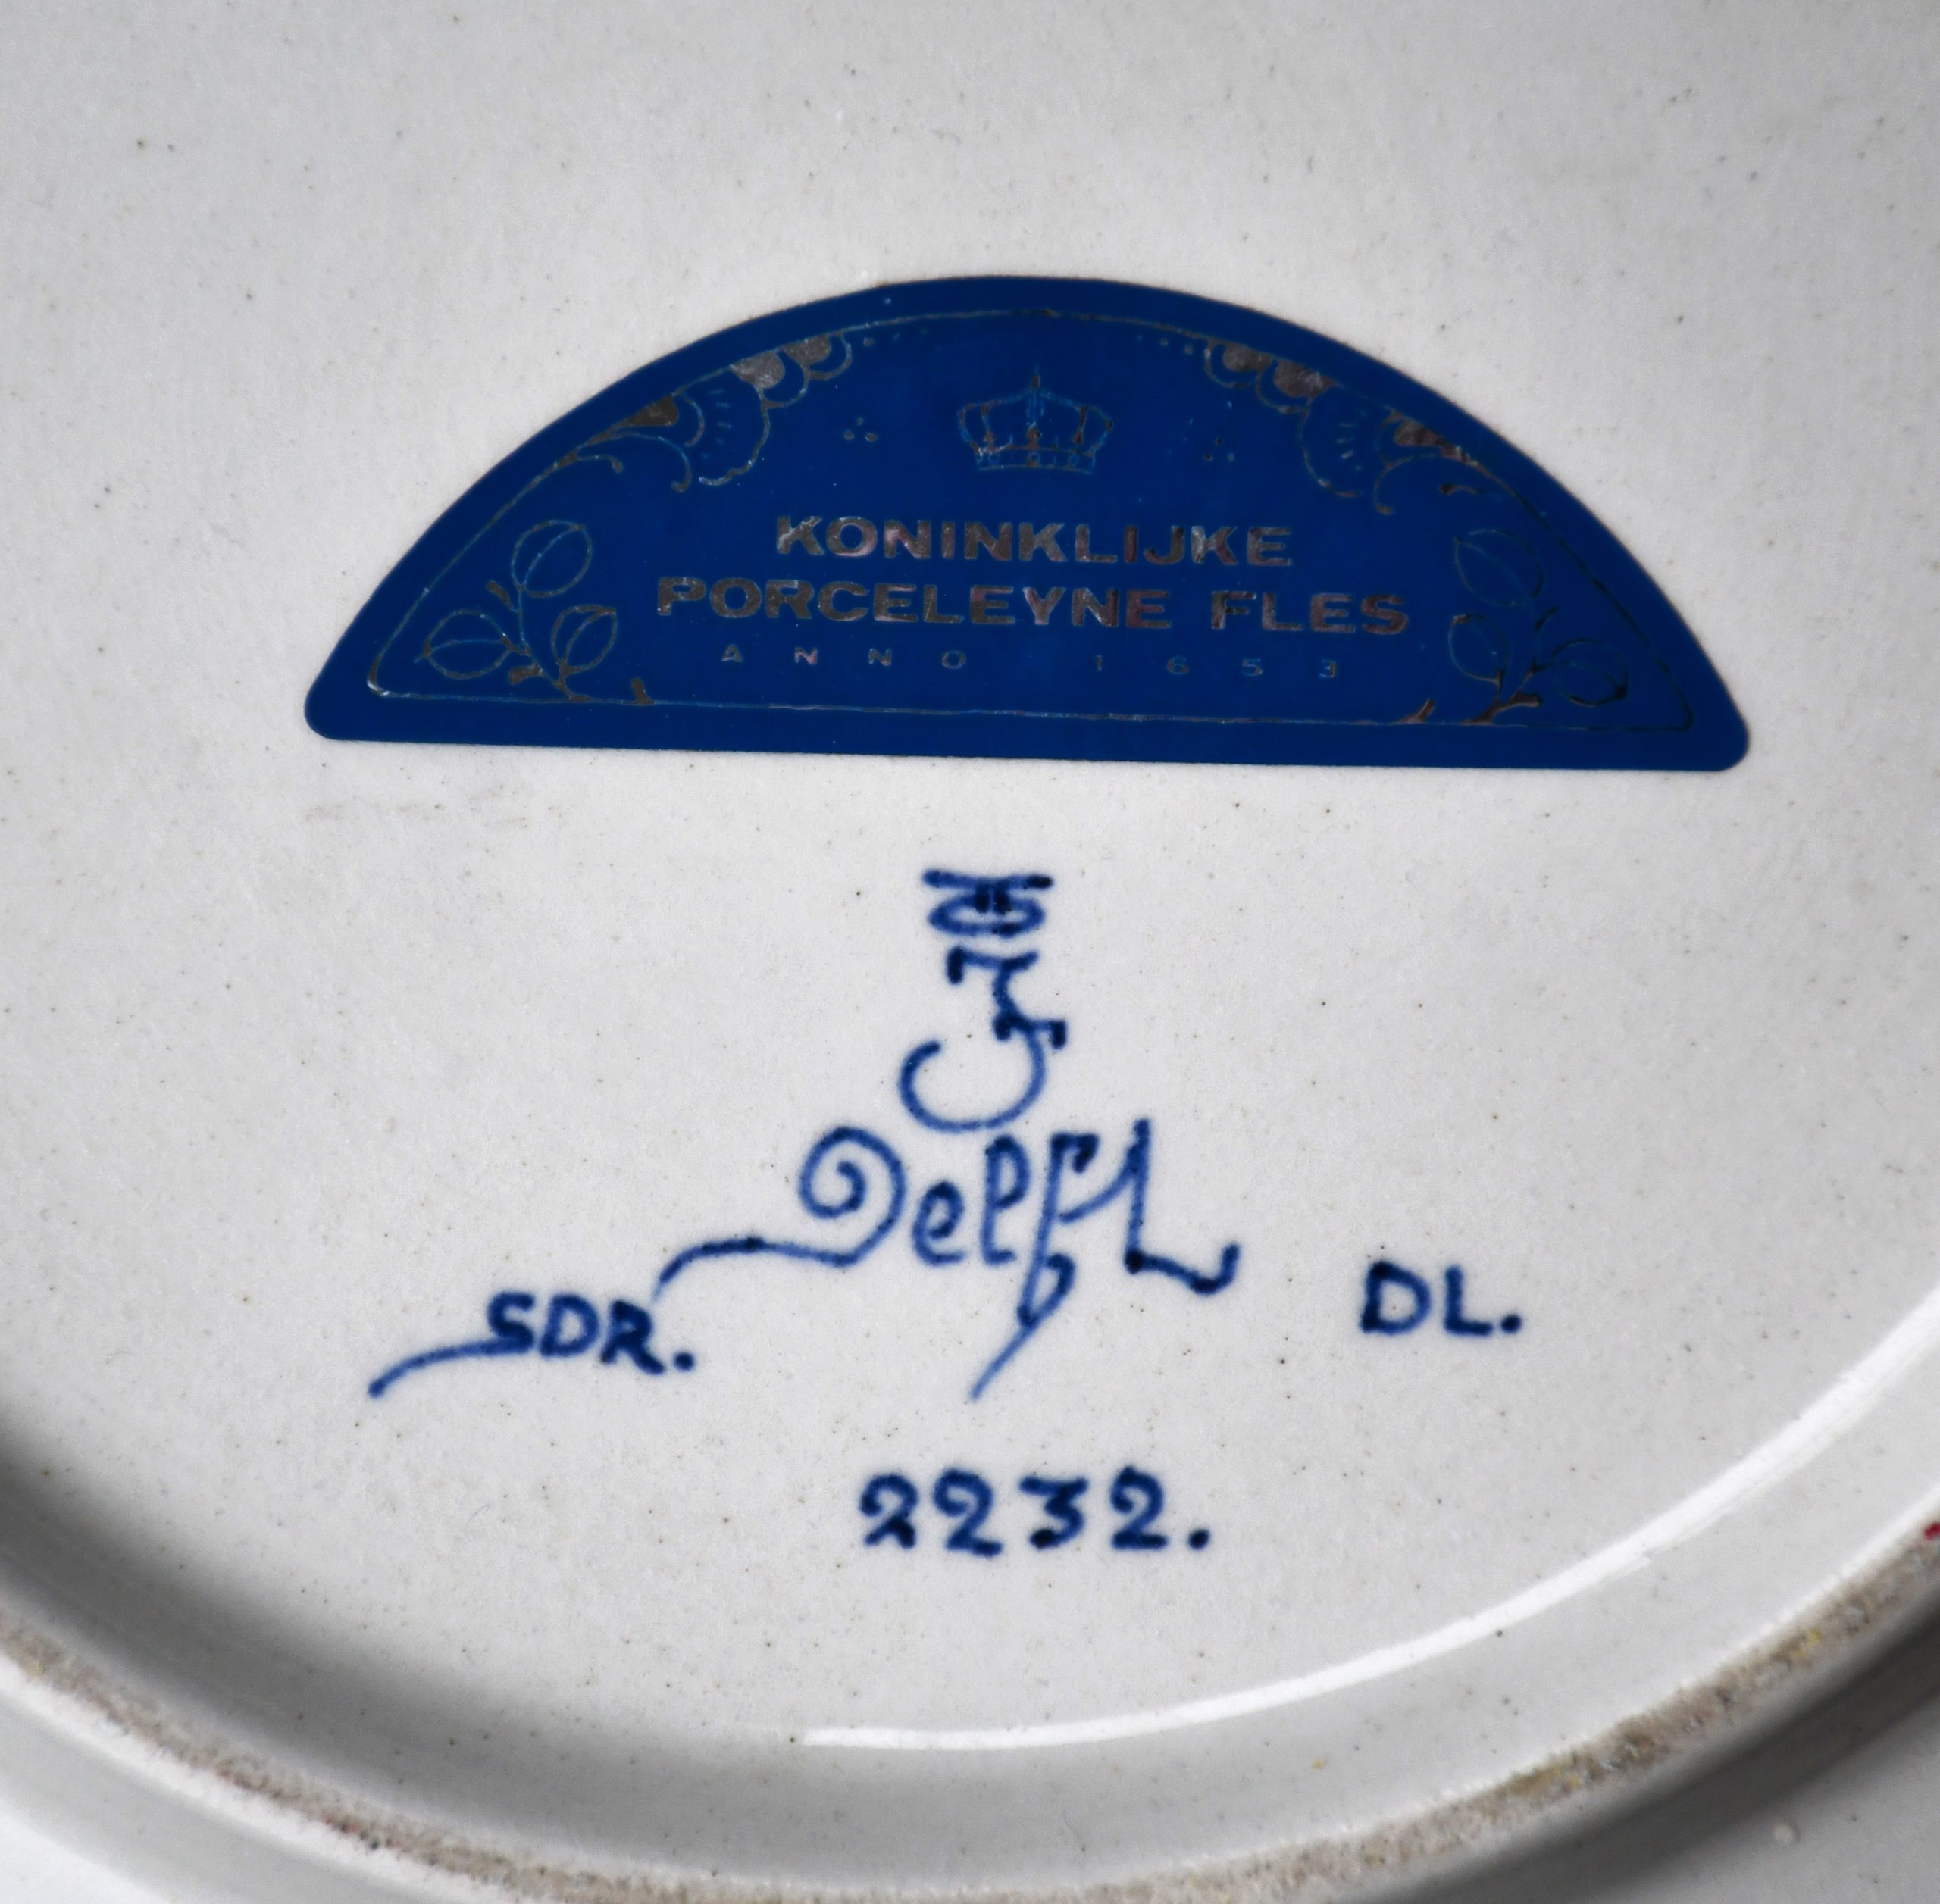 KONINKLIJKE
PORCELEYNE FLES
ANNO 1653
Delft
SDR. DL.
2232.